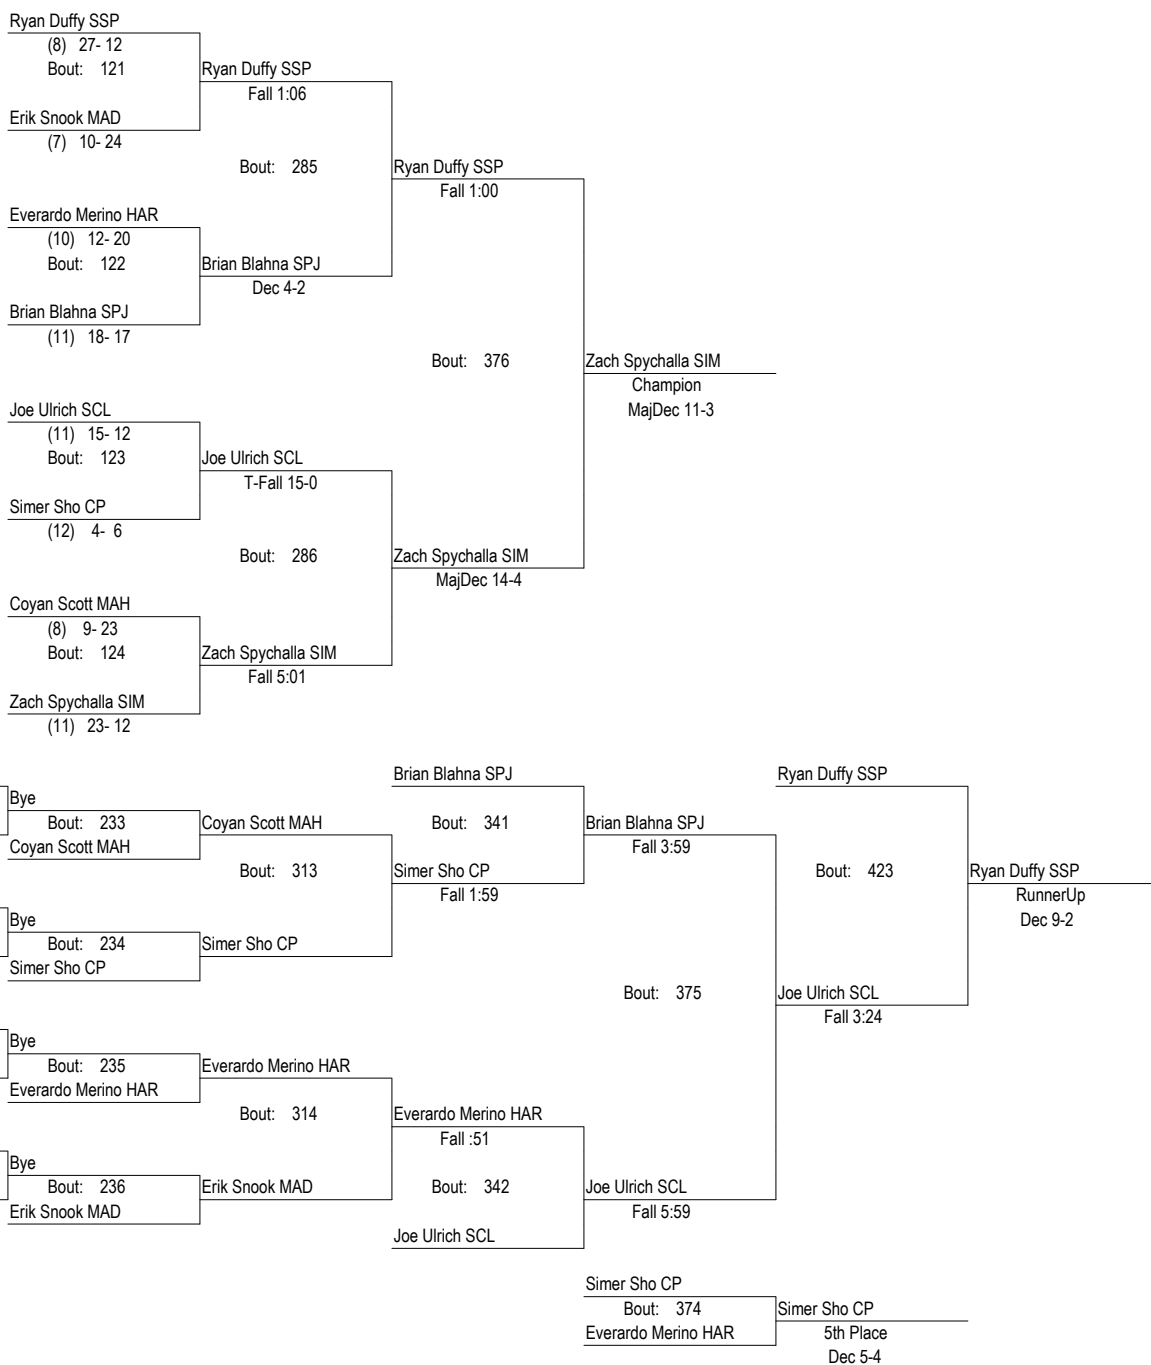 Ryan Duffy SSP
(8) 27- 12
Bout: 121
Ryan Duffy SSP
Fall 1:06
Erik Snook MAD
(7) 10- 24
Bout: 285
Ryan Duffy SSP
Fall 1:00
Everardo Merino HAR
(10) 12- 20
Bout: 122
Brian Blahna SPJ
Dec 4-2
Brian Blahna SPJ
(11) 18- 17
Bout: 376
Zach Spychalla SIM
Champion
MajDec 11-3
Joe Ulrich SCL
(11) 15- 12
Bout: 123
Joe Ulrich SCL
T-Fall 15-0
Simer Sho CP
(12) 4- 6
Bout: 286
Zach Spychalla SIM
MajDec 14-4
Coyan Scott MAH
(8) 9- 23
Bout: 124
Zach Spychalla SIM
Fall 5:01
Zach Spychalla SIM
(11) 23- 12
Brian Blahna SPJ
Ryan Duffy SSP
Bye
Bout: 233
Coyan Scott MAH
Bout: 341
Brian Blahna SPJ
Fall 3:59
Coyan Scott MAH
Bout: 313
Simer Sho CP
Fall 1:59
Bout: 423
Ryan Duffy SSP
RunnerUp
Dec 9-2
Bye
Bout: 234
Simer Sho CP
Simer Sho CP
Bout: 375
Joe Ulrich SCL
Fall 3:24
Bye
Bout: 235
Everardo Merino HAR
Everardo Merino HAR
Bout: 314
Everardo Merino HAR
Fall :51
Bye
Bout: 236
Erik Snook MAD
Bout: 342
Joe Ulrich SCL
Fall 5:59
Erik Snook MAD
Joe Ulrich SCL
Simer Sho CP
Bout: 374
Simer Sho CP
Everardo Merino HAR
5th Place
Dec 5-4